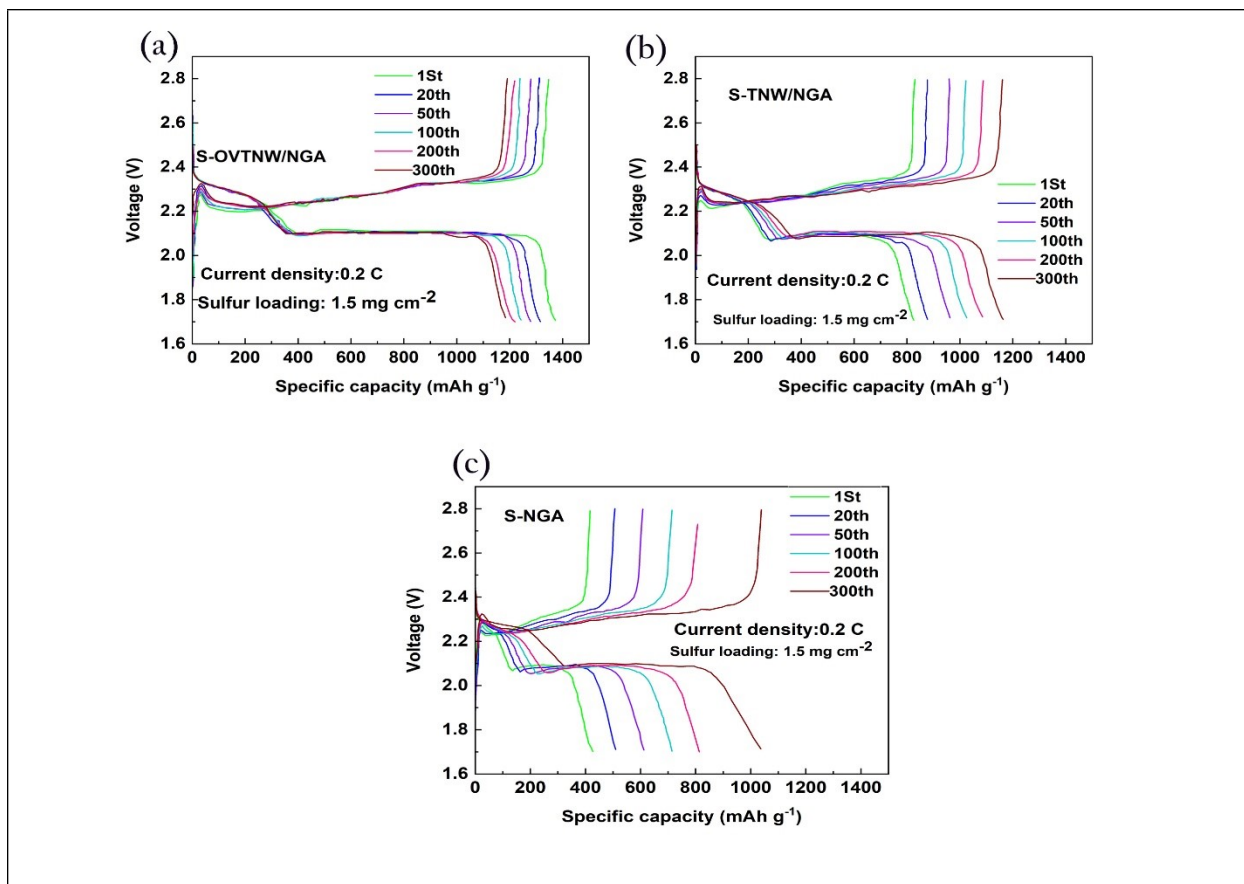 (a)
2.8
2.6
2.4
2.2
2.0
1.8
1.6
Voltage (V)
1St
20th
50th
100th
200th
300th
S-OVTNW/NGA
Current density:0.2 C
Sulfur loading: 1.5 mg cm⁻²
0 200 400 600 800 1000 1200 1400
Specific capacity (mAh g⁻¹)
(b)
2.8
2.6
2.4
2.2
2.0
1.8
1.6
Voltage (V)
S-TNW/NGA
1St
20th
50th
100th
200th
300th
Current density:0.2 C
Sulfur loading: 1.5 mg cm⁻²
0 200 400 600 800 1000 1200 1400
Specific capacity (mAh g⁻¹)
(c)
2.8
2.6
2.4
2.2
2.0
1.8
1.6
Voltage (V)
S-NGA
1St
20th
50th
100th
200th
300th
Current density:0.2 C
Sulfur loading: 1.5 mg cm⁻²
0 200 400 600 800 1000 1200 1400
Specific capacity (mAh g⁻¹)